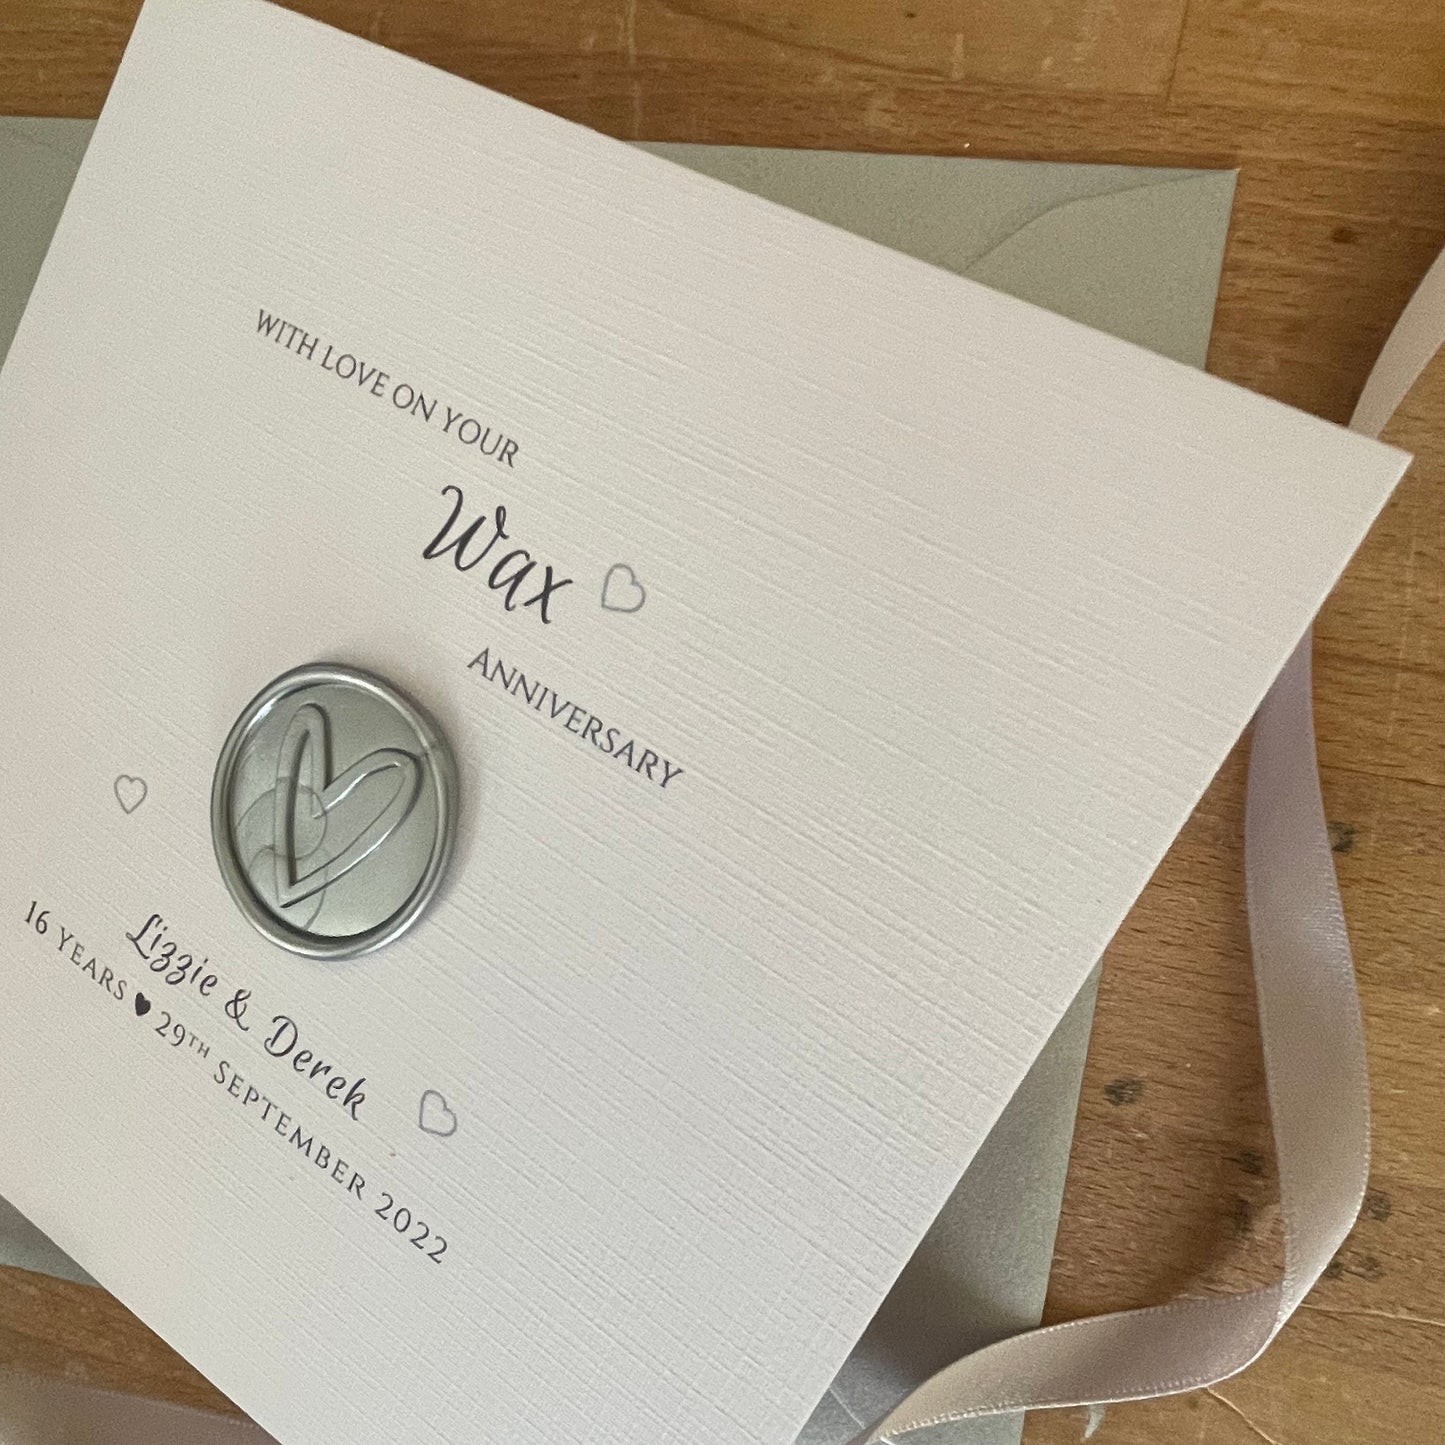 WITH LOVE ON YOUR
Wax
ANNIVERSARY
Lizzie & Derek
16 YEARS ♥ 29TH SEPTEMBER 2022